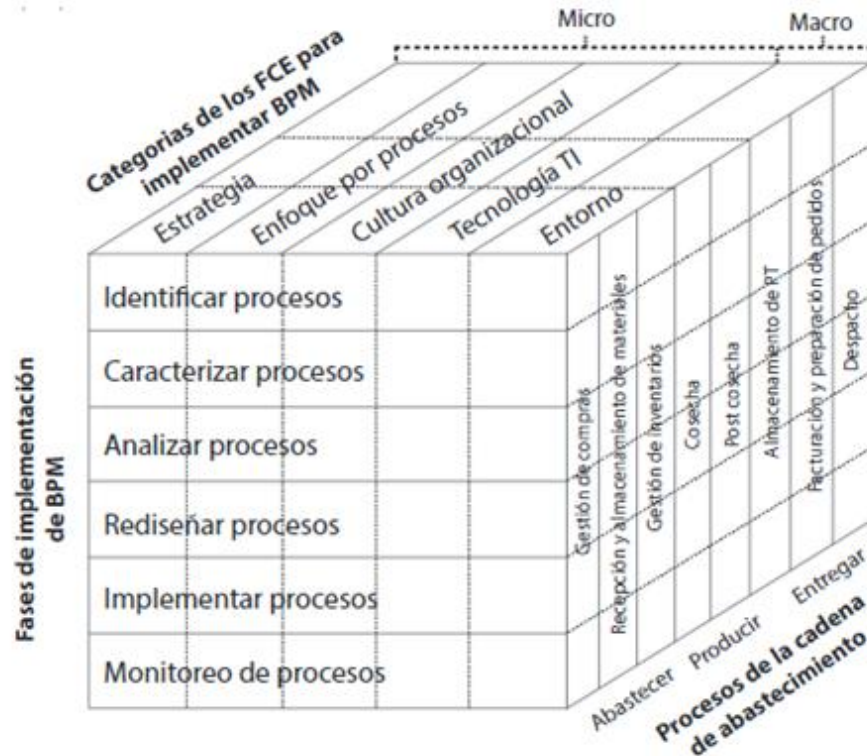 Micro
Macro
Categorias de los FCE para
implementar BPM
Estrategia
Enfoque por procesos
Cultura organizacional
Tecnología TI
Entorno
Fases de implementación
de BPM
Identificar procesos
Caracterizar procesos
Analizar procesos
Rediseñar procesos
Implementar procesos
Monitoreo de procesos
Gestión de compras
Recepción y almacenamiento de materiales
Gestión de inventarios
Cosecha
Post cosecha
Almacenamiento de PT
Facturación y preparación de pedidos
Despacho
Abastecer
Producir
Entregar
Procesos de la cadena
de abastecimiento